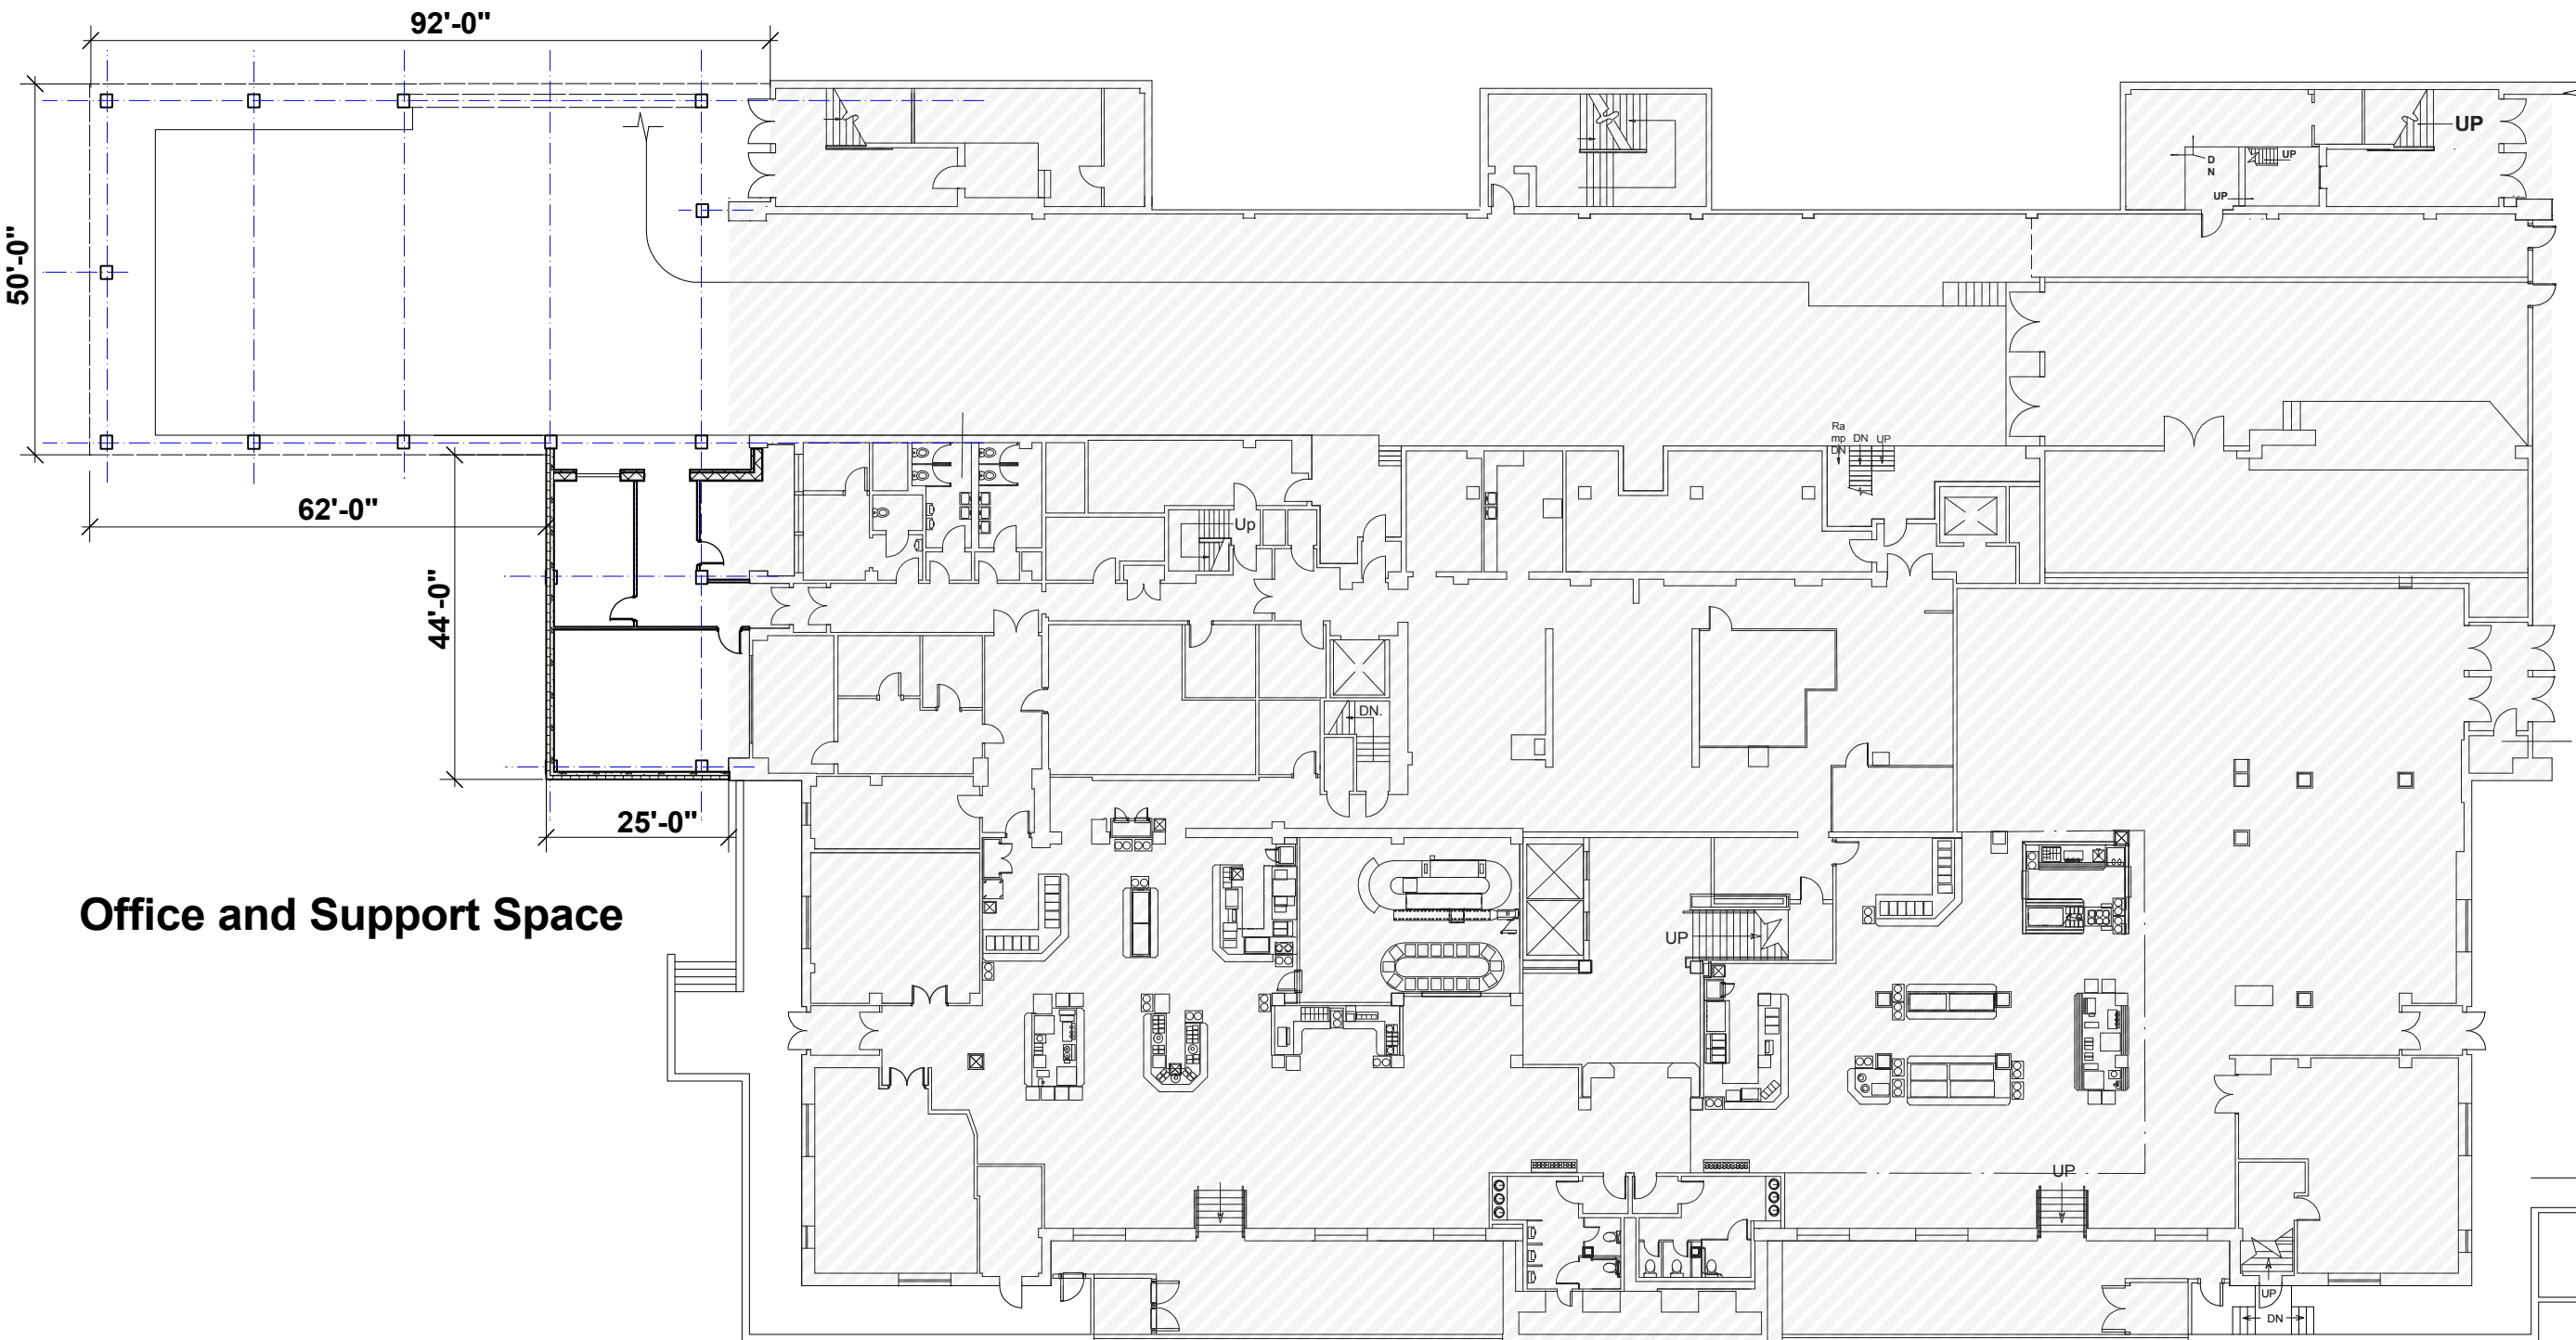 92'-0"
UP
D
N
UP
UP
50'-0"
Ra
mp DN UP
DN
62'-0"
Up
44'-0"
DN.
25'-0"
Office and Support Space
UP
UP
UP
DN